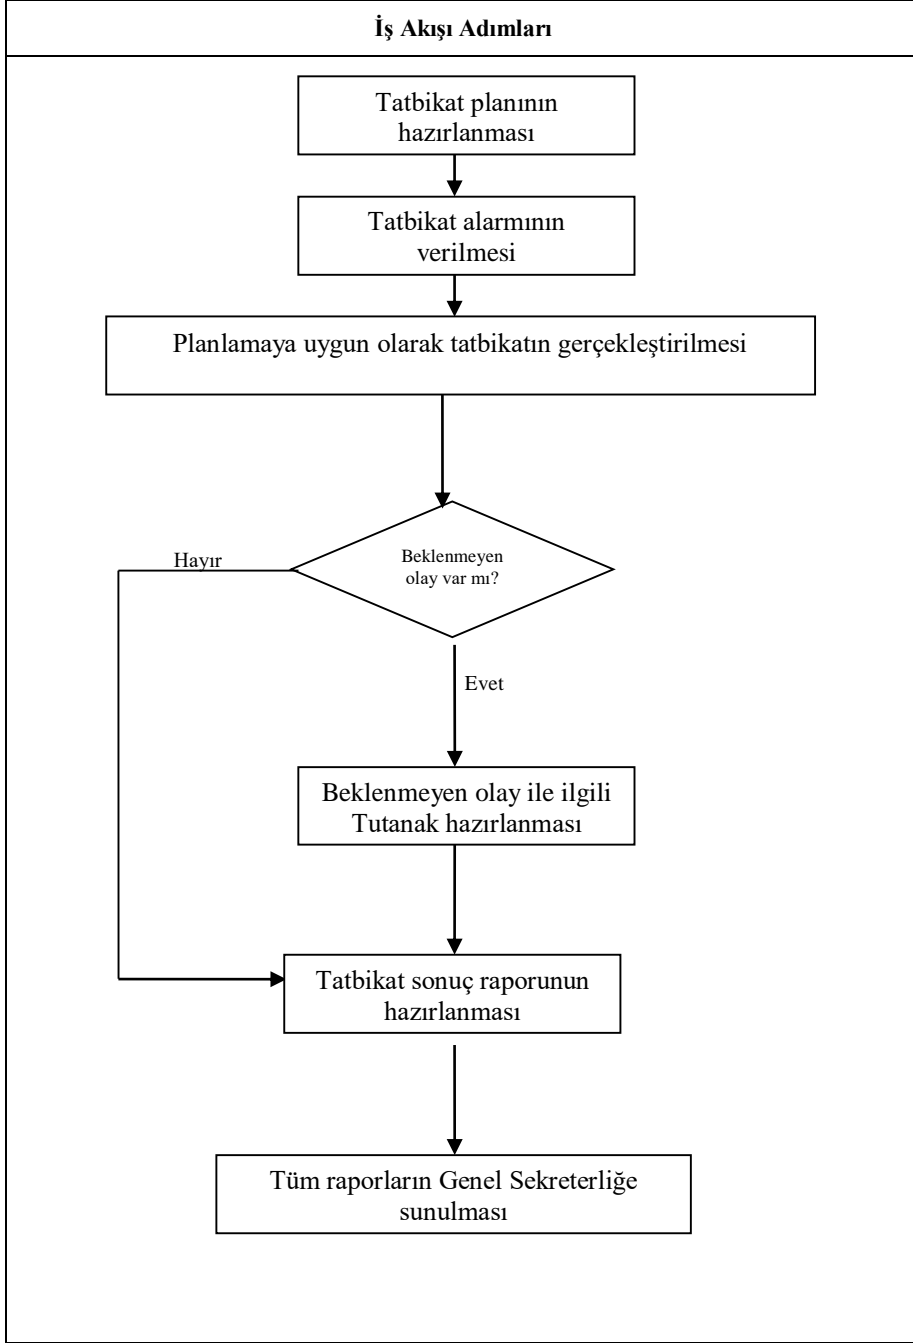 İş Akışı Adımları
Tatbikat planının
hazırlanması
Tatbikat alarmının
verilmesi
Planlamaya uygun olarak tatbikatın gerçekleştirilmesi
Beklenmeyen
olay var mı?
Hayır
Evet
Beklenmeyen olay ile ilgili
Tutanak hazırlanması
Tatbikat sonuç raporunun
hazırlanması
Tüm raporların Genel Sekreterliğe
sunulması